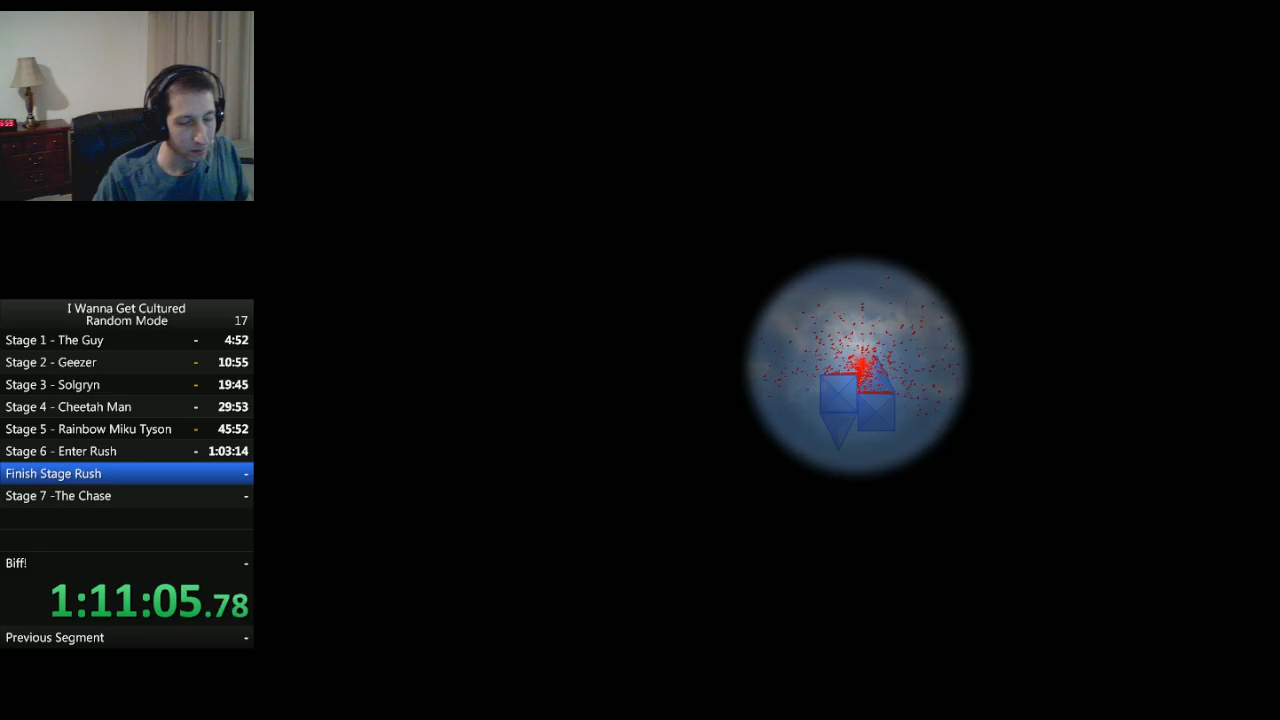 6:59
I Wanna Get Cultured
Random Mode 17
Stage 1 - The Guy - 4:52
Stage 2 - Geezer - 10:55
Stage 3 - Solgryn - 19:45
Stage 4 - Cheetah Man - 29:53
Stage 5 - Rainbow Miku Tyson - 45:52
Stage 6 - Enter Rush - 1:03:14
Finish Stage Rush -
Stage 7 -The Chase -
Biff! -
1:11:05.78
Previous Segment -